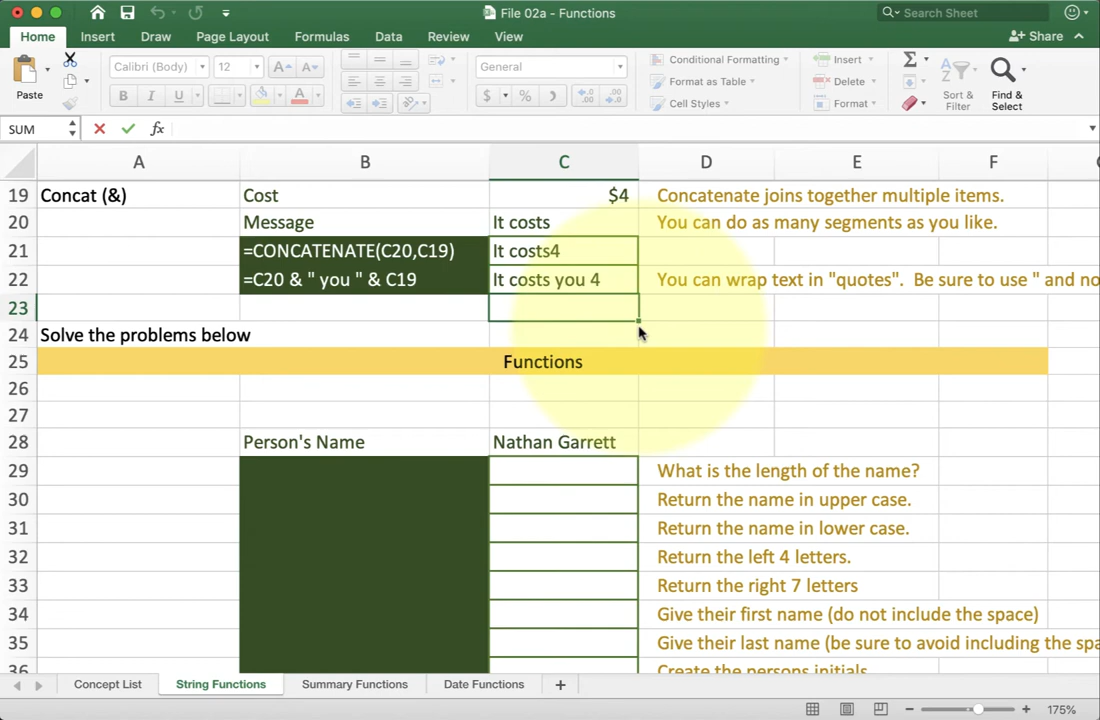 File 02a - Functions
Search Sheet
Home Insert Draw Page Layout Formulas Data Review View
Share
Paste
Calibri (Body) 12
A A
B I U
A
General
$ % )
Conditional Formatting
Format as Table
Cell Styles
Insert
Delete
Format
Sort & Filter
Find & Select
SUM
fx
A B C D E F
19 Concat (&) Cost $4 Concatenate joins together multiple items.
20 Message It costs You can do as many segments as you like.
21 =CONCATENATE(C20,C19) It costs4
22 =C20 & " you " & C19 It costs you 4 You can wrap text in "quotes". Be sure to use " and no
23
24 Solve the problems below
25 Functions
26
27
28 Person's Name Nathan Garrett
29 What is the length of the name?
30 Return the name in upper case.
31 Return the name in lower case.
32 Return the left 4 letters.
33 Return the right 7 letters
34 Give their first name (do not include the space)
35 Give their last name (be sure to avoid including the spa
36 Create the persons initials
Concept List String Functions Summary Functions Date Functions +
175%